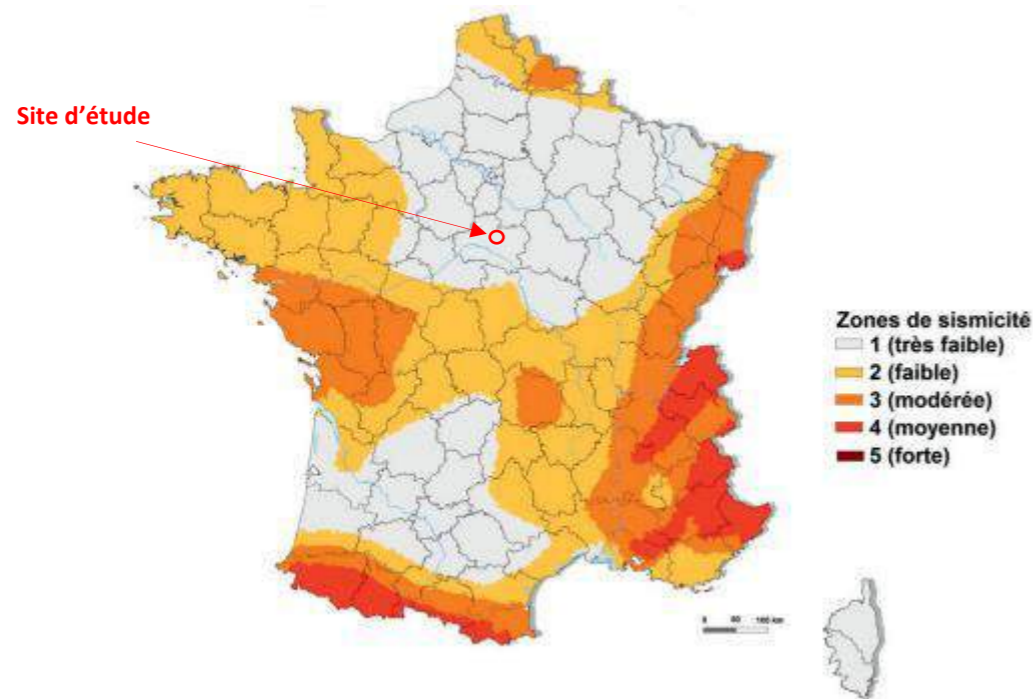 Site d’étude
Zones de sismicité
1 (très faible)
2 (faible)
3 (modérée)
4 (moyenne)
5 (forte)